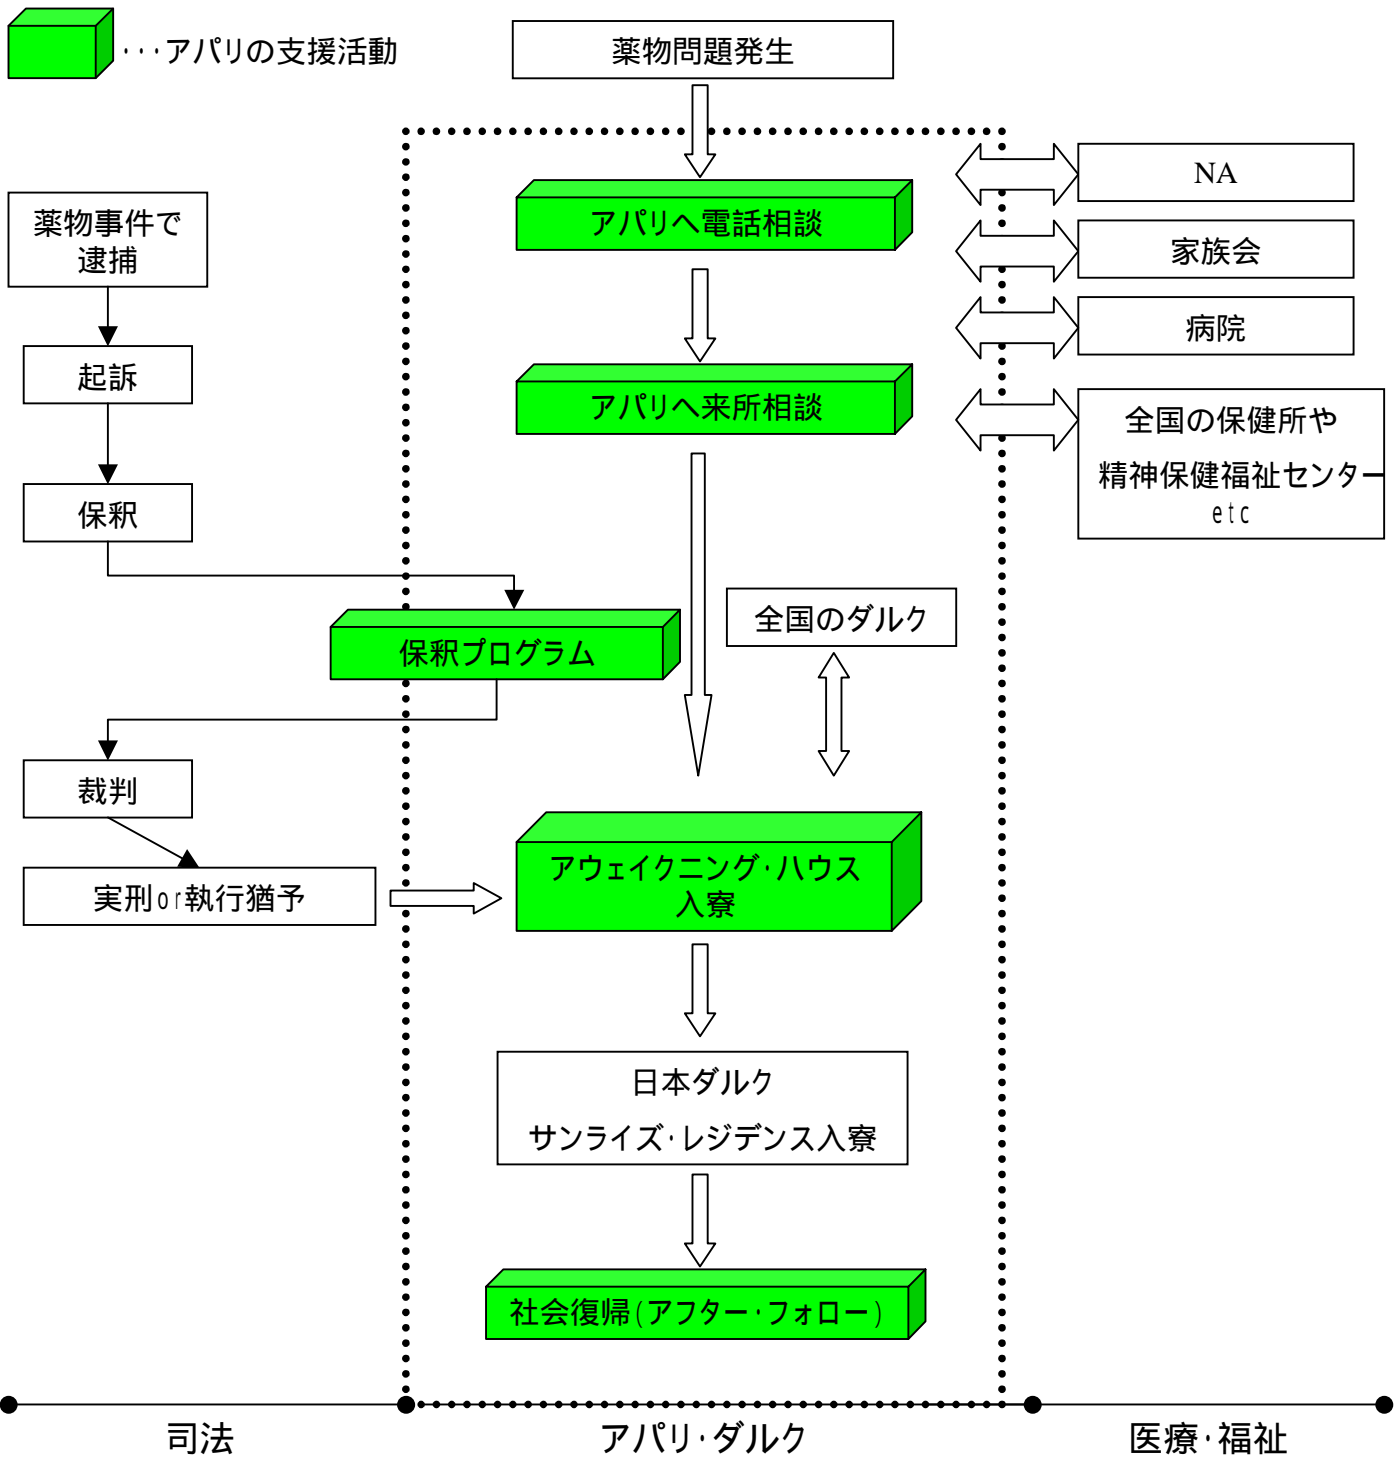 ･･･アパリの支援活動
薬物問題発生
アパリへ電話相談
アパリへ来所相談
NA
家族会
病院
全国の保健所や
精神保健福祉センター
etc
薬物事件で
逮捕
起訴
保釈
保釈プログラム
全国のダルク
裁判
実刑or執行猶予
アウェイクニング･ハウス
入寮
日本ダルク
サンライズ･レジデンス入寮
社会復帰(アフター･フォロー)
司法
アパリ･ダルク
医療･福祉